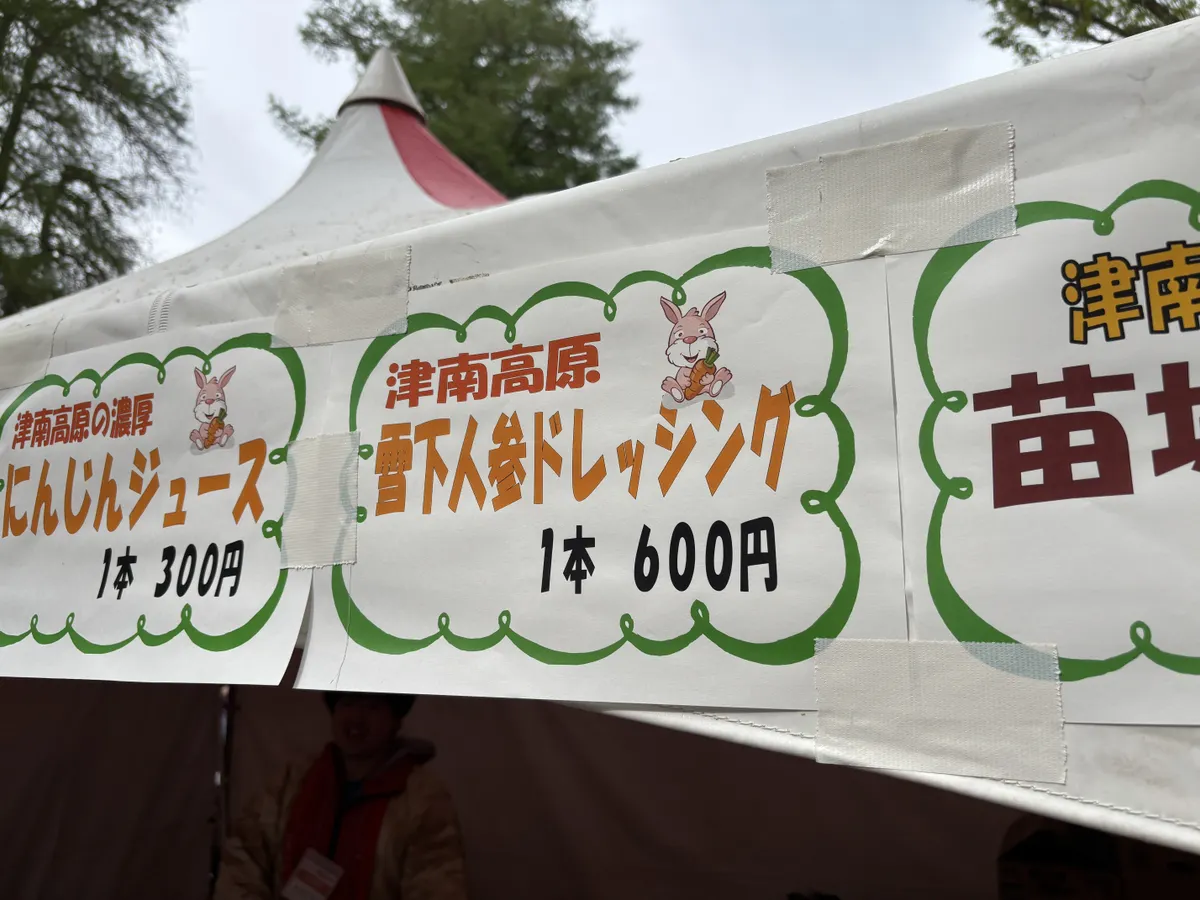 津南高原の濃厚
にんじんジュース
1本 300円
津南高原
雪下人参ドレッシング
1本 600円
津南
苗場